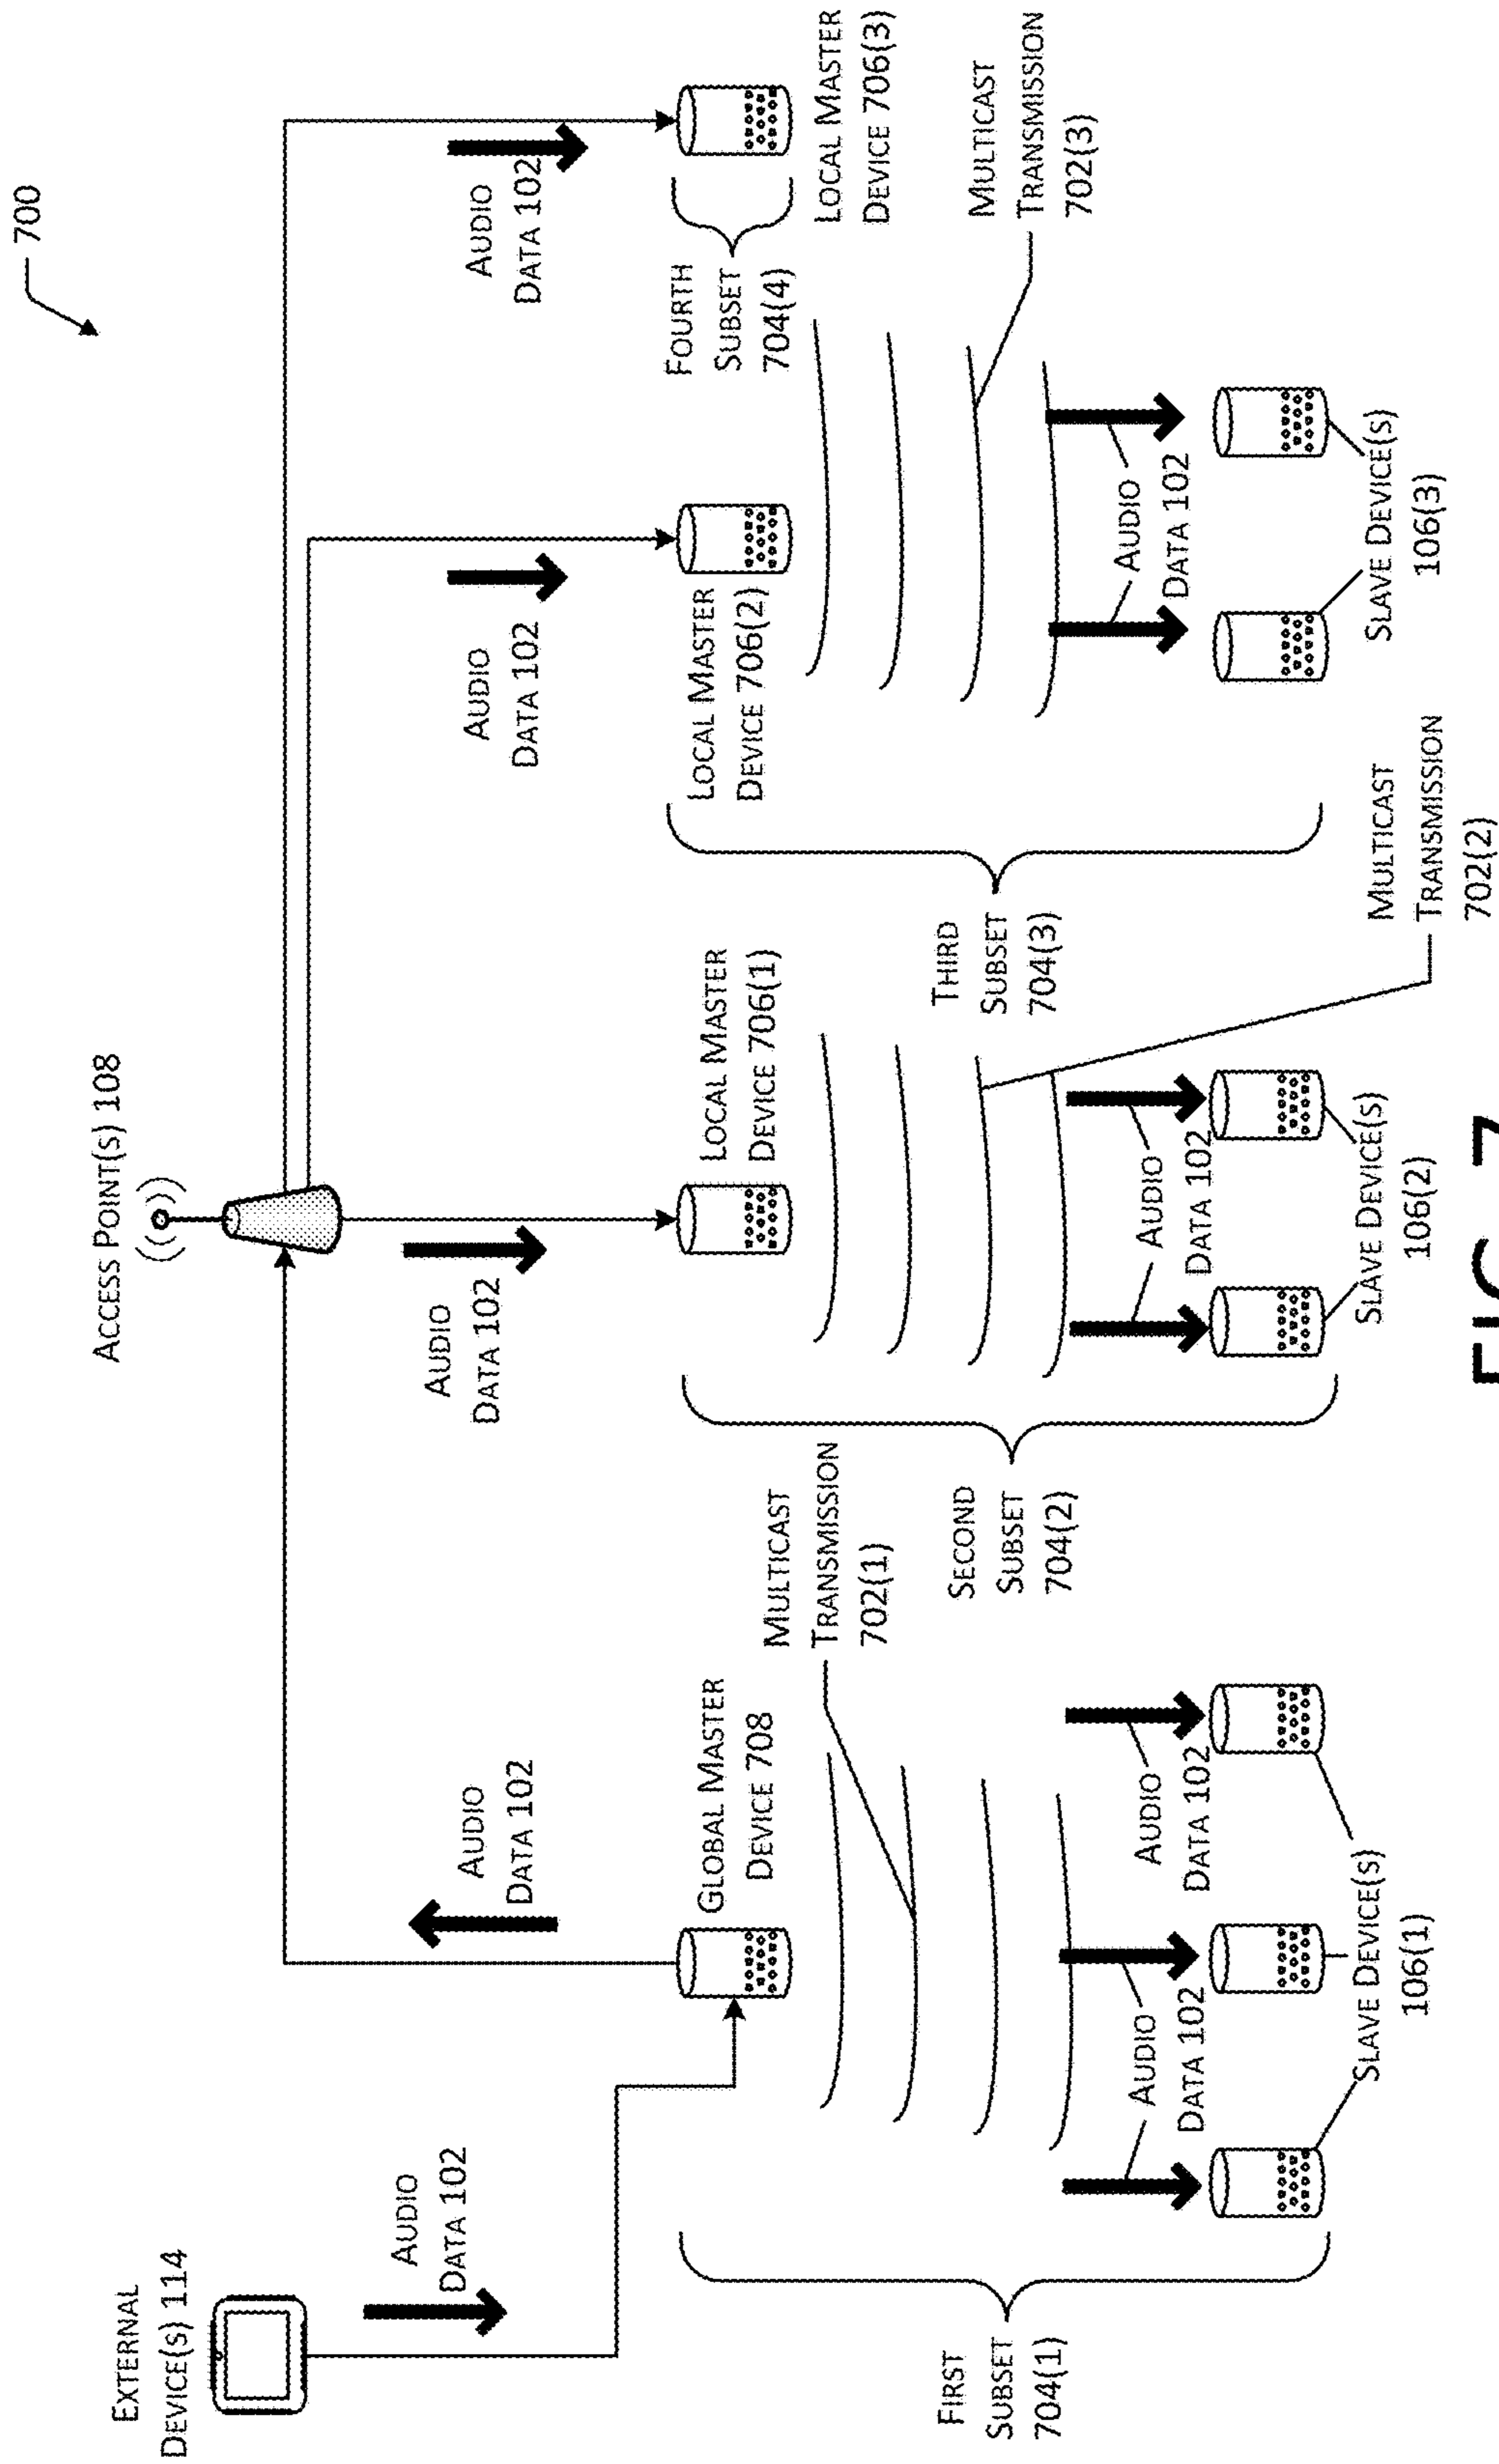 700
ACCESS POINT(S) 108
EXTERNAL
DEVICE(S) 114
AUDIO
DATA 102
AUDIO
DATA 102
AUDIO
DATA 102
AUDIO
DATA 102
AUDIO
DATA 102
GLOBAL MASTER
DEVICE 708
LOCAL MASTER
DEVICE 706(1)
LOCAL MASTER
DEVICE 706(2)
FOURTH
SUBSET
704(4)
LOCAL MASTER
DEVICE 706(3)
MULTICAST
TRANSMISSION
702(1)
MULTICAST
TRANSMISSION
702(3)
FIRST
SUBSET
704(1)
SECOND
SUBSET
704(2)
THIRD
SUBSET
704(3)
AUDIO
DATA 102
AUDIO
DATA 102
AUDIO
DATA 102
AUDIO
DATA 102
SLAVE DEVICE(S)
106(1)
SLAVE DEVICE(S)
106(2)
SLAVE DEVICE(S)
106(3)
MULTICAST
TRANSMISSION
702(2)
FIG. 7